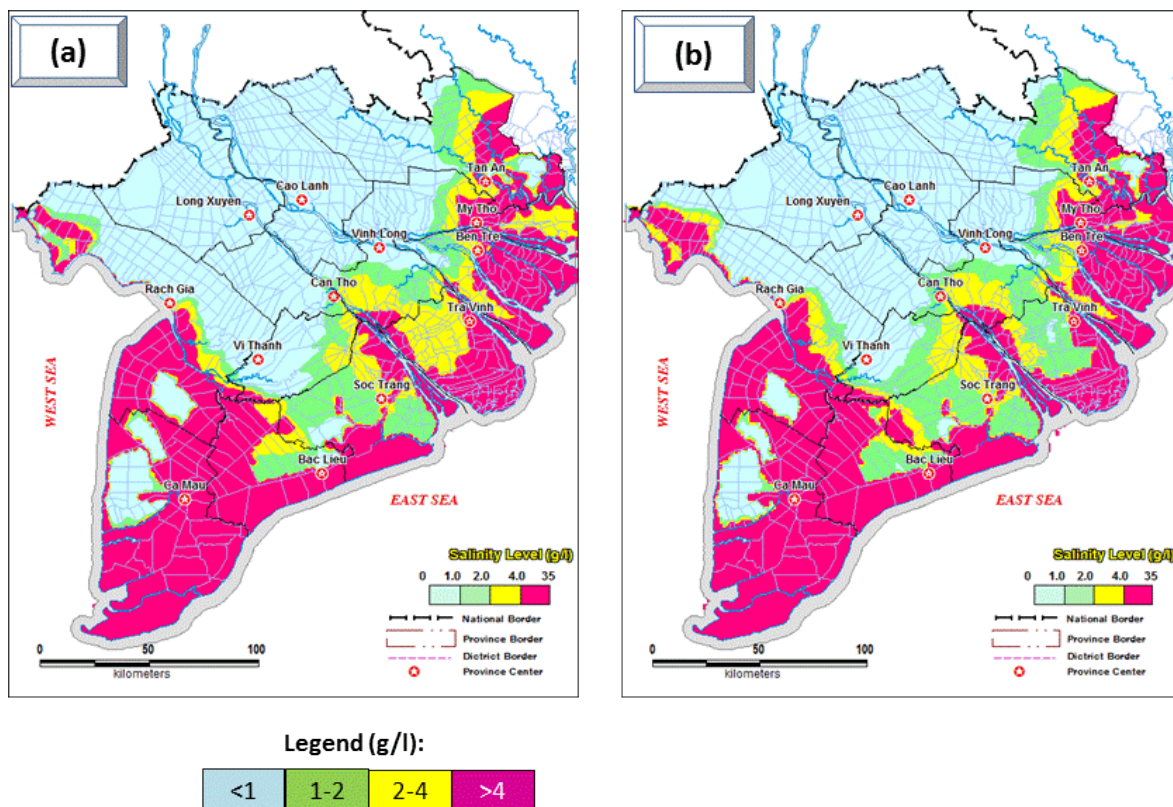 (a)
Tan An
Cao Lanh
Long Xuyen
My Tho
Vinh Long
Ben Tre
Can Tho
Rach Gia
Tra Vinh
Vi Thanh
Soc Trang
WEST SEA
Bac Lieu
Ca Mau
EAST SEA
Salinity Level (g/l)
0 1.0 2.0 4.0 35
National Border
Province Border
Dictrict Border
Province Center
0 50 100
kilometers
(b)
Tan An
Cao Lanh
Long Xuyen
My Tho
Vinh Long
Ben Tre
Can Tho
Rach Gia
Tra Vinh
Vi Thanh
Soc Trang
WEST SEA
Bac Lieu
Ca Mau
EAST SEA
Salinity Level (g/l)
0 1.0 2.0 4.0 35
National Border
Province Border
Dictrict Border
Province Center
0 50 100
kilometers
Legend (g/l):
<1 1-2 2-4 >4